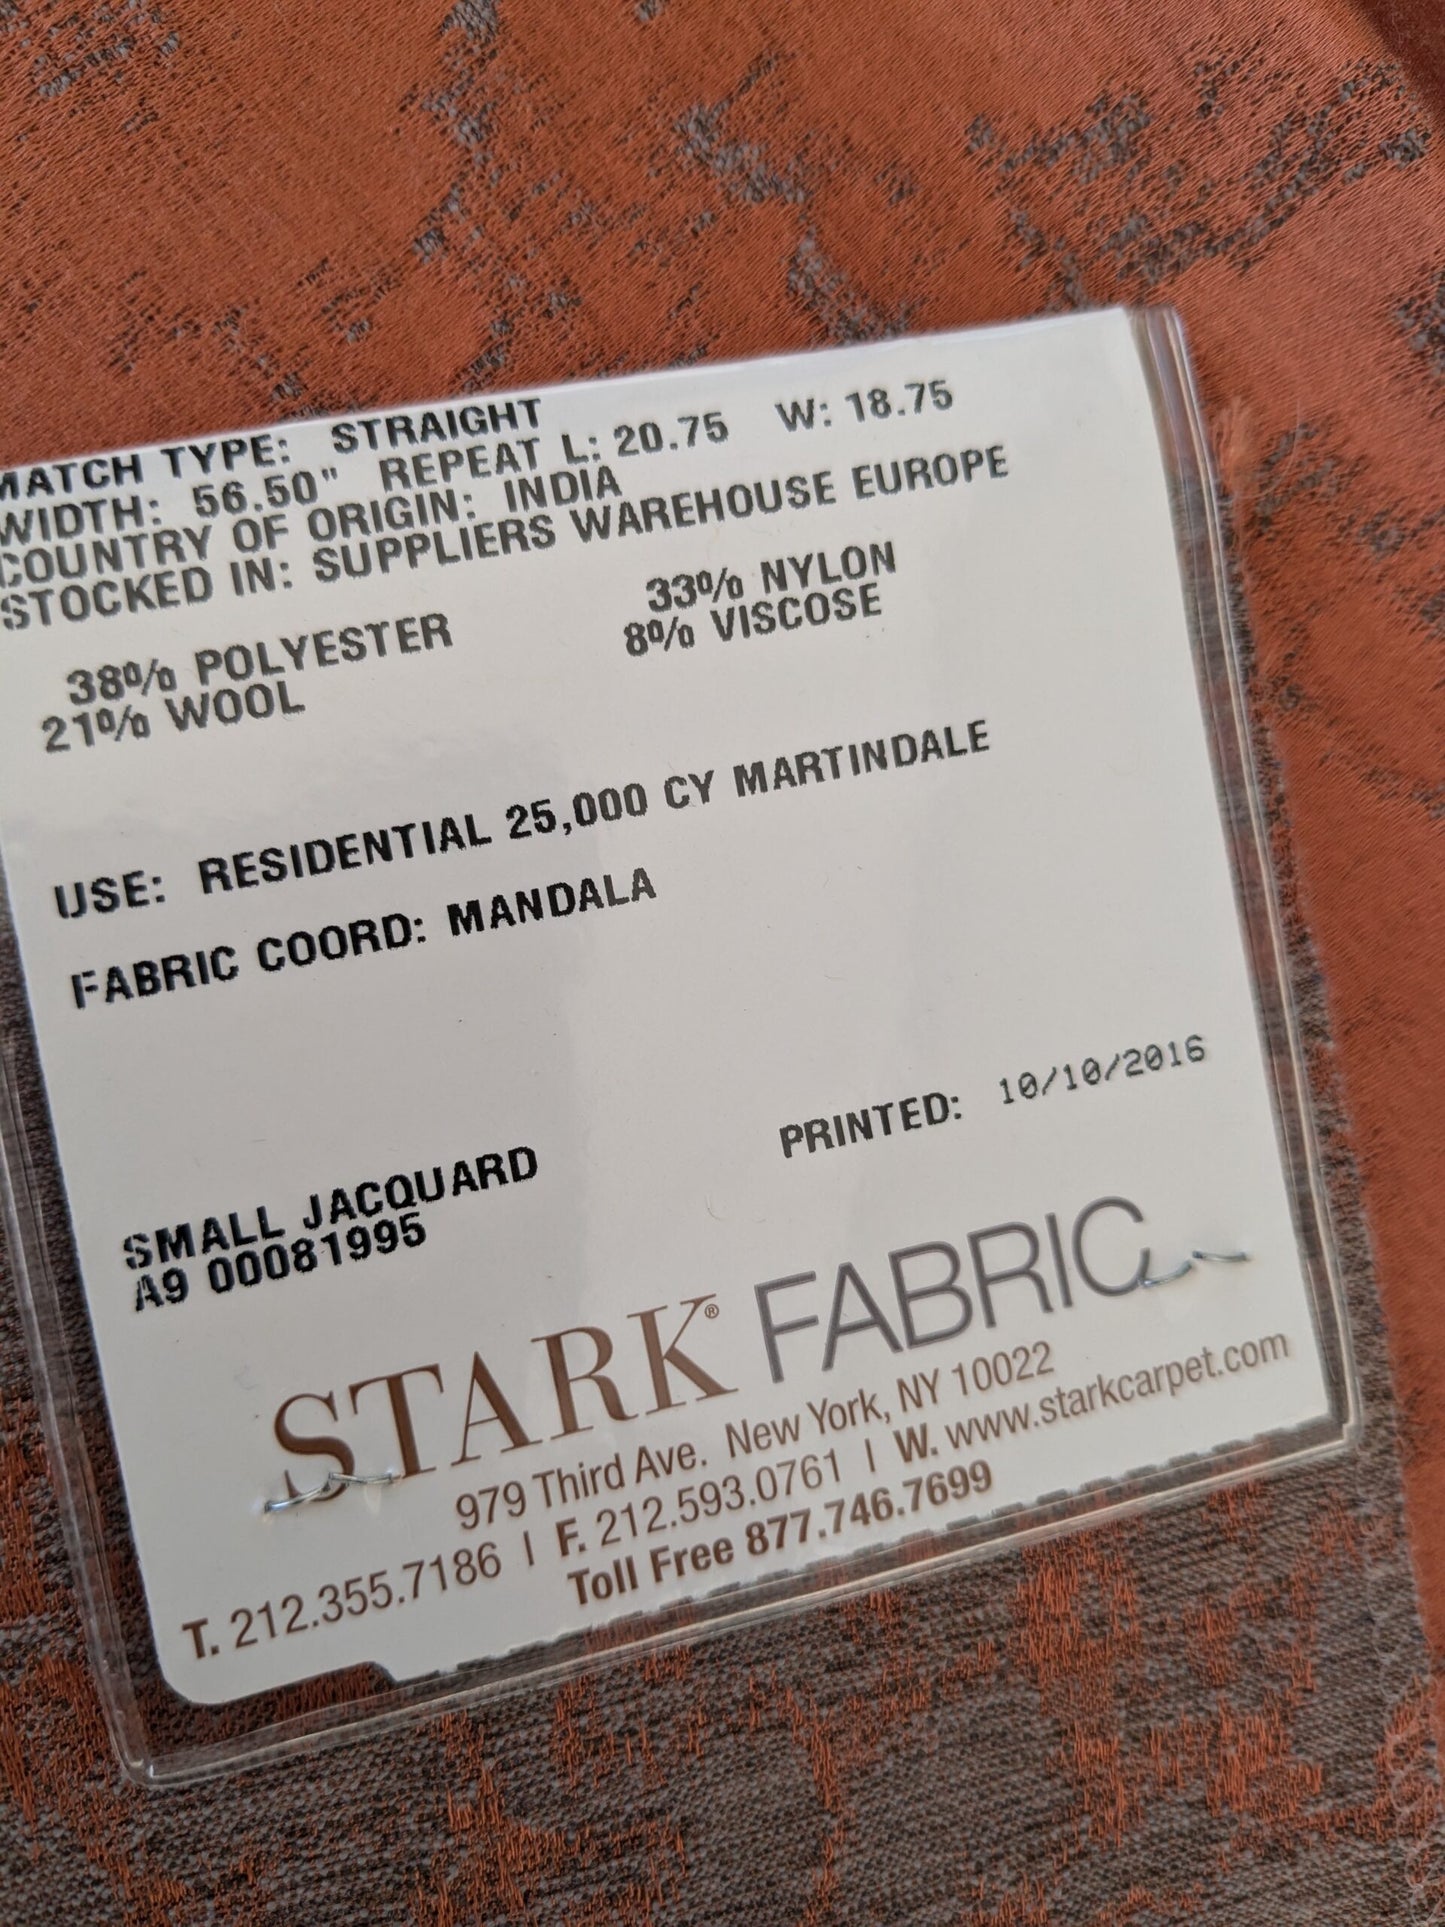 MATCH TYPE: STRAIGHT
WIDTH: 56.50" REPEAT L: 20.75 W: 18.75
COUNTRY OF ORIGIN: INDIA
STOCKED IN: SUPPLIERS WAREHOUSE EUROPE
38% POLYESTER 33% NYLON
21% WOOL 8% VISCOSE
USE: RESIDENTIAL 25,000 CY MARTINDALE
FABRIC COORD: MANDALA
PRINTED: 10/10/2016
SMALL JACQUARD
A9 00081995
STARK® FABRIC
979 Third Ave. New York, NY 10022
T. 212.355.7186 | F. 212.593.0761 | W. www.starkcarpet.com
Toll Free 877.746.7699